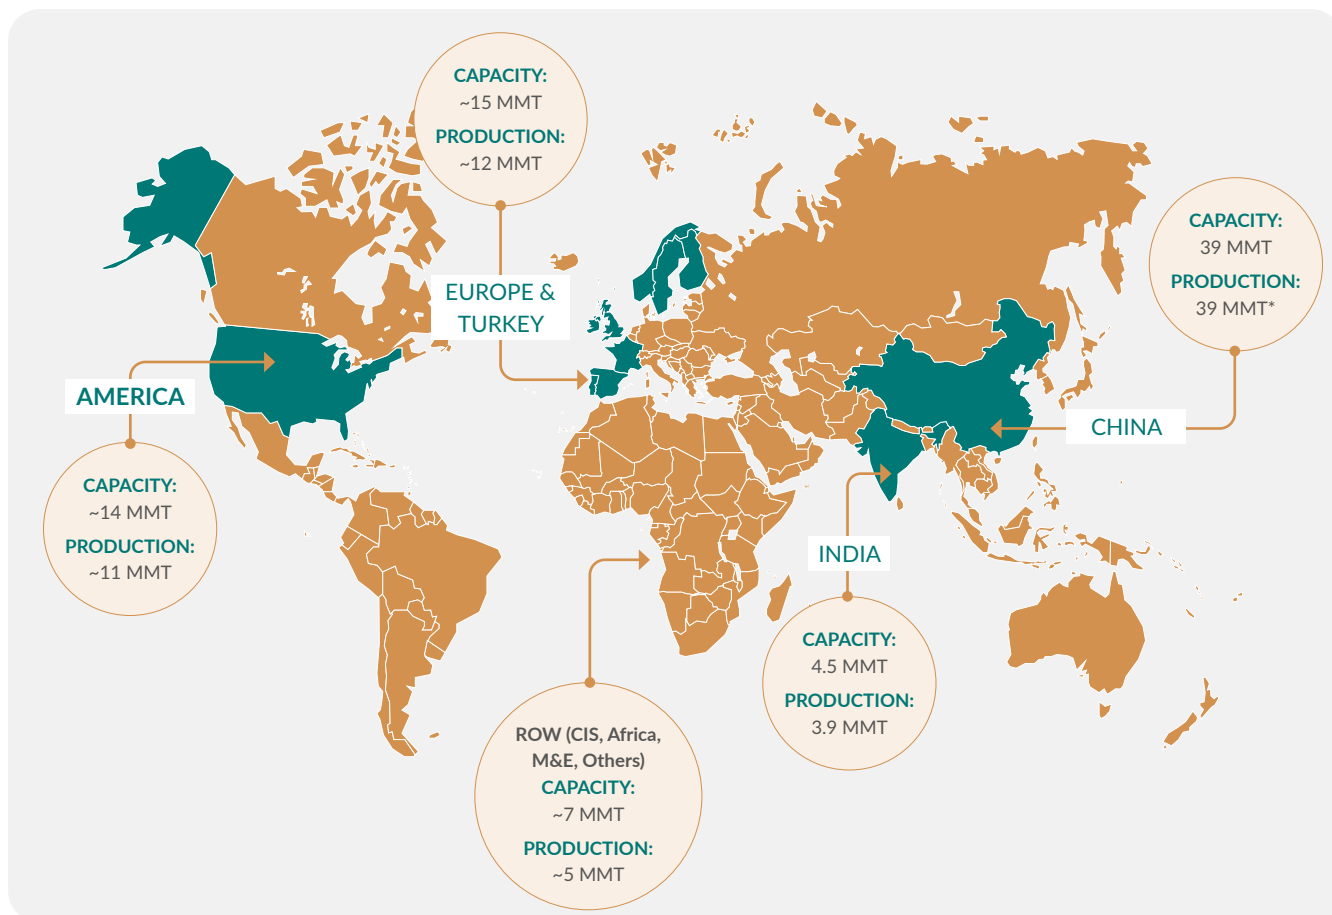 CAPACITY:
~15 MMT
PRODUCTION:
~12 MMT
EUROPE &
TURKEY
CAPACITY:
39 MMT
PRODUCTION:
39 MMT*
CHINA
AMERICA
CAPACITY:
~14 MMT
PRODUCTION:
~11 MMT
INDIA
CAPACITY:
4.5 MMT
PRODUCTION:
3.9 MMT
ROW (CIS, Africa,
M&E, Others)
CAPACITY:
~7 MMT
PRODUCTION:
~5 MMT